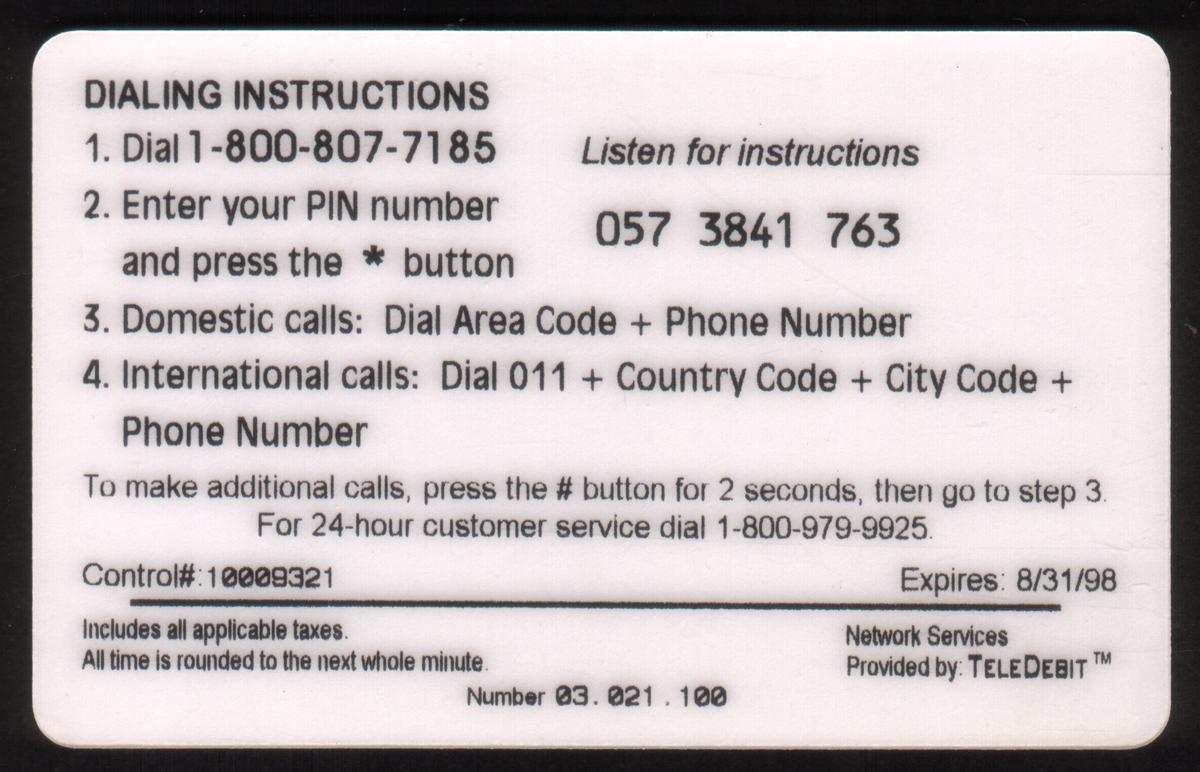 DIALING INSTRUCTIONS
1. Dial 1-800-807-7185
Listen for instructions
2. Enter your PIN number
and press the * button
057 3841 763
3. Domestic calls: Dial Area Code + Phone Number
4. International calls: Dial 011 + Country Code + City Code +
Phone Number
To make additional calls, press the # button for 2 seconds, then go to step 3.
For 24-hour customer service dial 1-800-979-9925.
Control#:10009321
Expires: 8/31/98
Includes all applicable taxes.
All time is rounded to the next whole minute.
Network Services
Provided by: TELEDEBIT™
Number 03.021.100